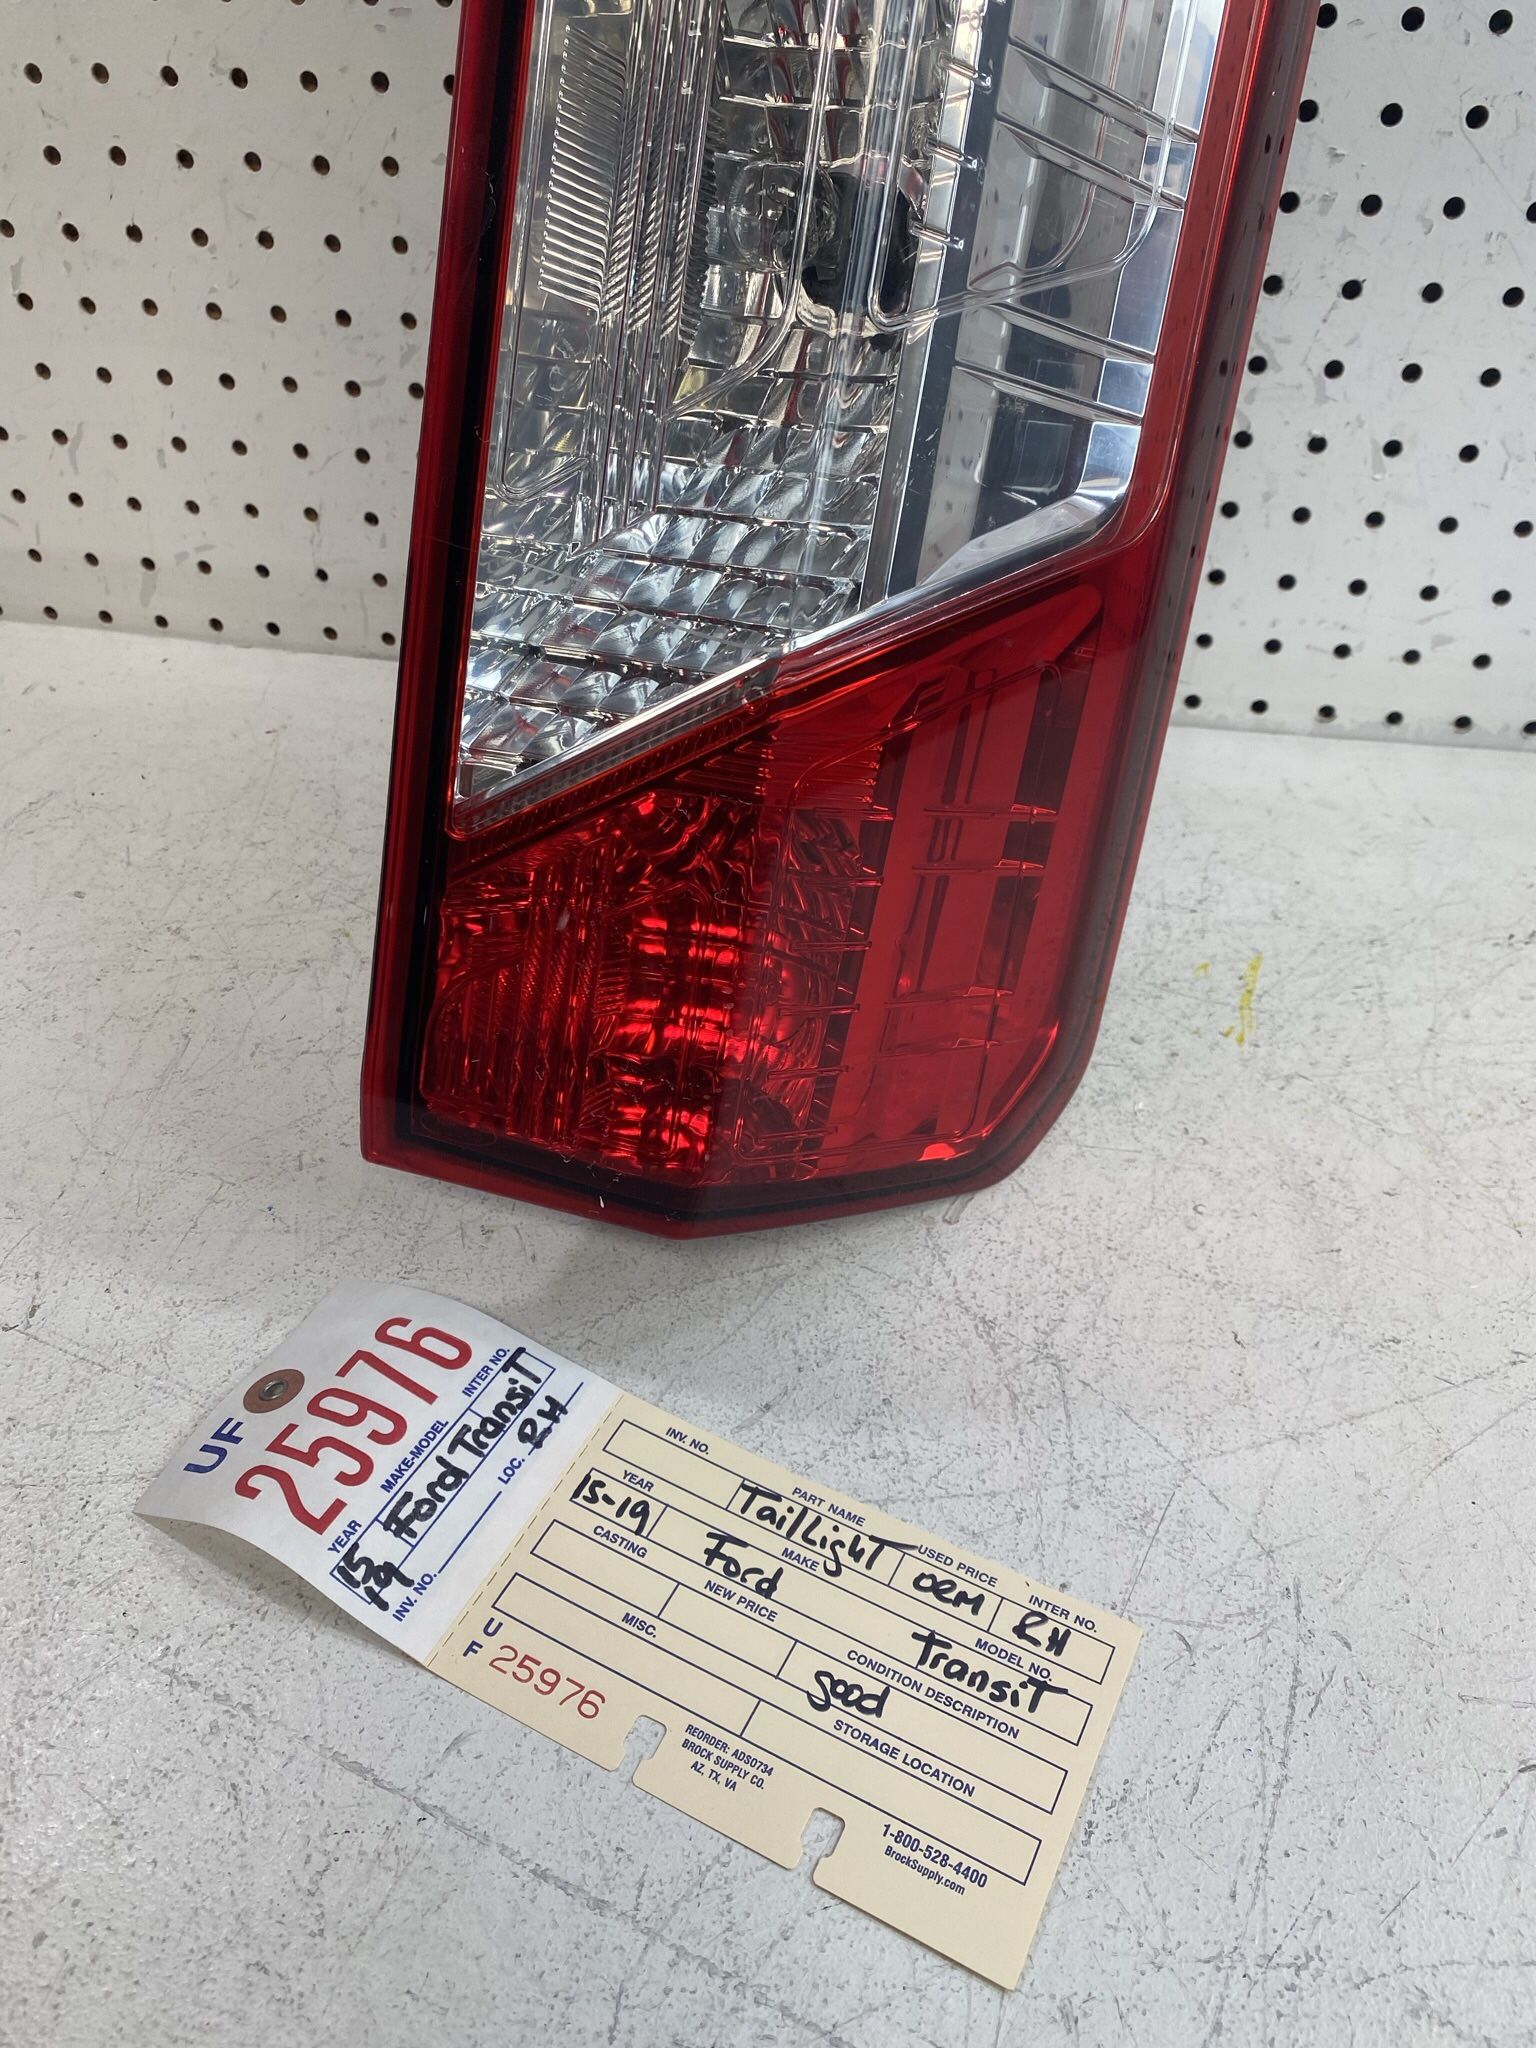 UF
25976
YEAR MAKE-MODEL INTER NO.
15 19 Ford TransiT
INV. NO. LOC. RH
INV. NO. PART NAME USED PRICE INTER NO.
TailLighT OEM RH
YEAR MAKE MODEL NO.
15-19 Ford TransiT
CASTING NEW PRICE CONDITION DESCRIPTION
good
MISC. STORAGE LOCATION
UF 25976
REORDER: ADS0734
BROCK SUPPLY CO.
AZ, TX, VA
1-800-528-4400
BrockSupply.com